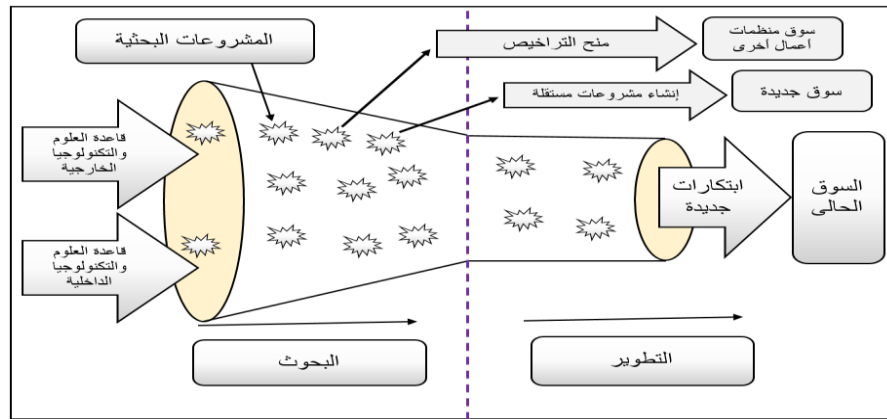 المشروعات البحثية
منح التراخيص
سوق منظمات
أعمال أخرى
إنشاء مشروعات مستقلة
سوق جديدة
قاعدة العلوم
والتكنولوجيا
الخارجية
ابتكارات
جديدة
السوق
الحالى
قاعدة العلوم
والتكنولوجيا
الداخلية
البحوث
التطوير